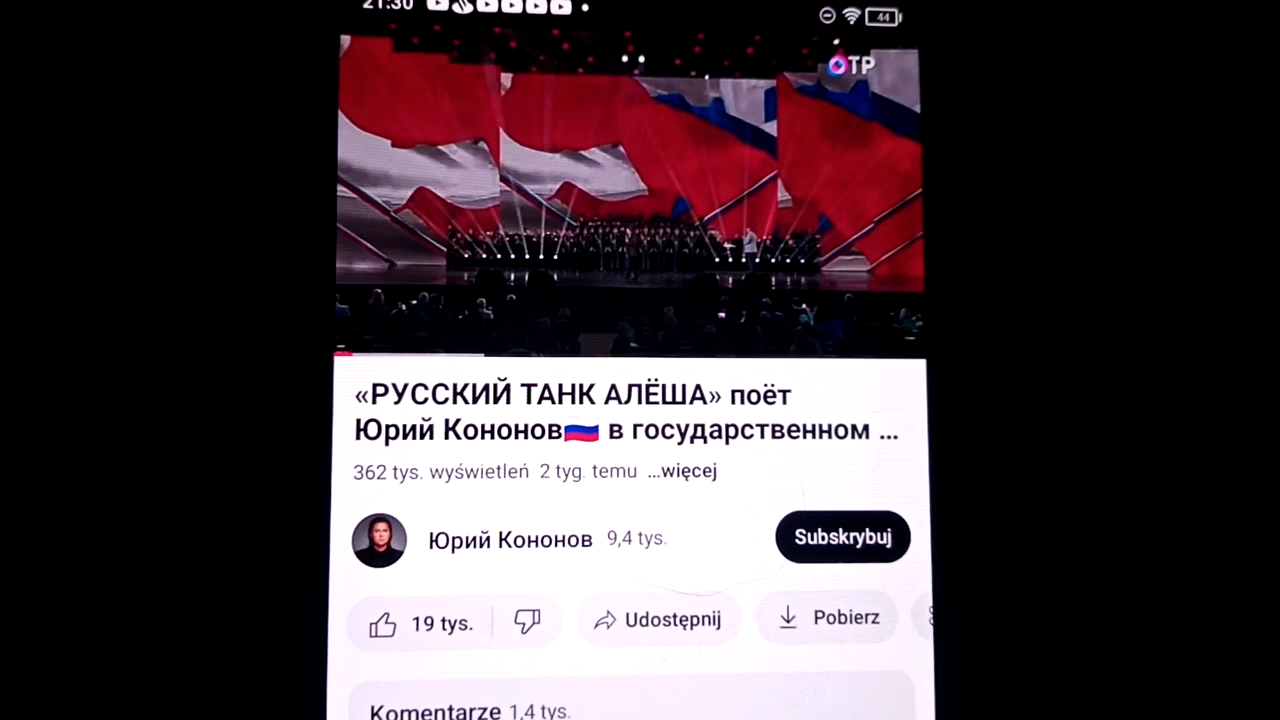 21:30
44
ОТР
«РУССКИЙ ТАНК АЛЁША» поёт
Юрий Кононов🇷🇺 в государственном ...
362 tys. wyświetleń 2 tyg. temu ...więcej
Юрий Кононов 9,4 tys.
Subskrybuj
19 tys.
Udostępnij
Pobierz
Komentarze 1,4 tys.